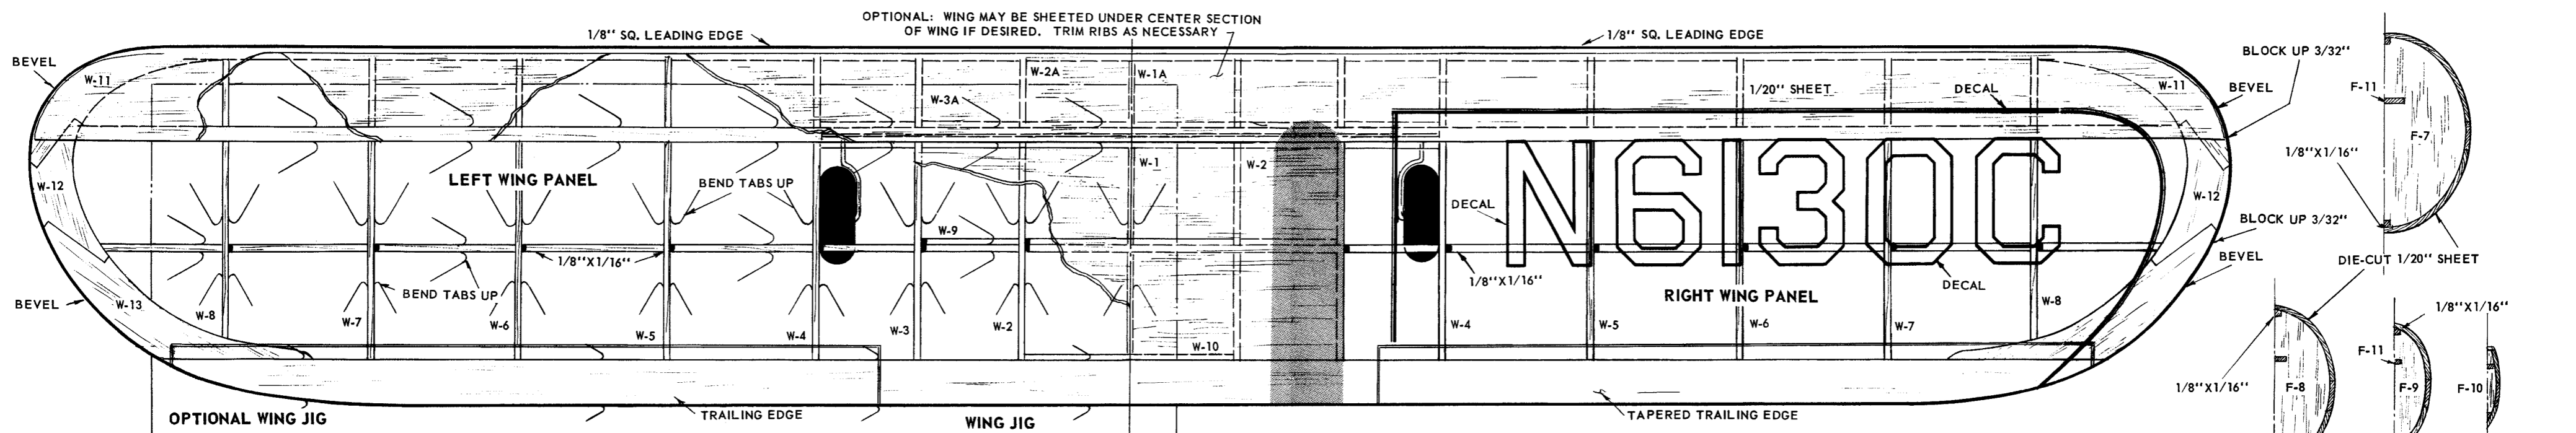 OPTIONAL: WING MAY BE SHEETED UNDER CENTER SECTION
OF WING IF DESIRED. TRIM RIBS AS NECESSARY
1/8" SQ. LEADING EDGE
1/8" SQ. LEADING EDGE
BEVEL
W-11
W-2A
W-1A
W-3A
1/20" SHEET
DECAL
W-11
BLOCK UP 3/32"
BEVEL
F-11
F-7
1/8"X1/16"
W-12
LEFT WING PANEL
BEND TABS UP
W-1
W-2
N6130C
DECAL
W-12
BLOCK UP 3/32"
W-9
1/8"X1/16"
1/8"X1/16"
DECAL
BEVEL
DIE-CUT 1/20" SHEET
BEVEL
W-13
BEND TABS UP
RIGHT WING PANEL
W-8
W-7
W-6
W-5
W-4
W-3
W-2
W-10
W-4
W-5
W-6
W-7
W-8
1/8"X1/16"
F-11
1/8"X1/16"
F-8
F-9
F-10
OPTIONAL WING JIG
TRAILING EDGE
WING JIG
TAPERED TRAILING EDGE